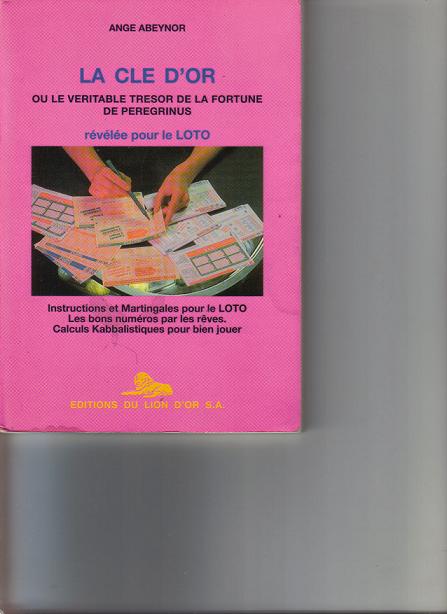 ANGE ABEYNOR
LA CLE D'OR
OU LE VERITABLE TRESOR DE LA FORTUNE
DE PEREGRINUS
révélée pour le LOTO
Instructions et Martingales pour le LOTO
Les bons numéros par les rêves.
Calculs Kabbalistiques pour bien jouer
EDITIONS DU LION D'OR S.A.